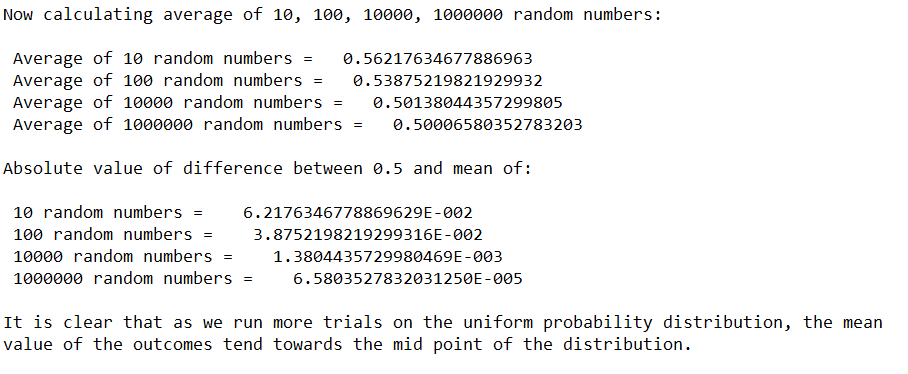 Now calculating average of 10, 100, 10000, 1000000 random numbers:
Average of 10 random numbers =   0.56217634677886963
Average of 100 random numbers =   0.53875219821929932
Average of 10000 random numbers =   0.50138044357299805
Average of 1000000 random numbers =   0.50006580352783203
Absolute value of difference between 0.5 and mean of:
10 random numbers =    6.2176346778869629E-002
100 random numbers =    3.8752198219299316E-002
10000 random numbers =    1.3804435729980469E-003
1000000 random numbers =    6.5803527832031250E-005
It is clear that as we run more trials on the uniform probability distribution, the mean
value of the outcomes tend towards the mid point of the distribution.